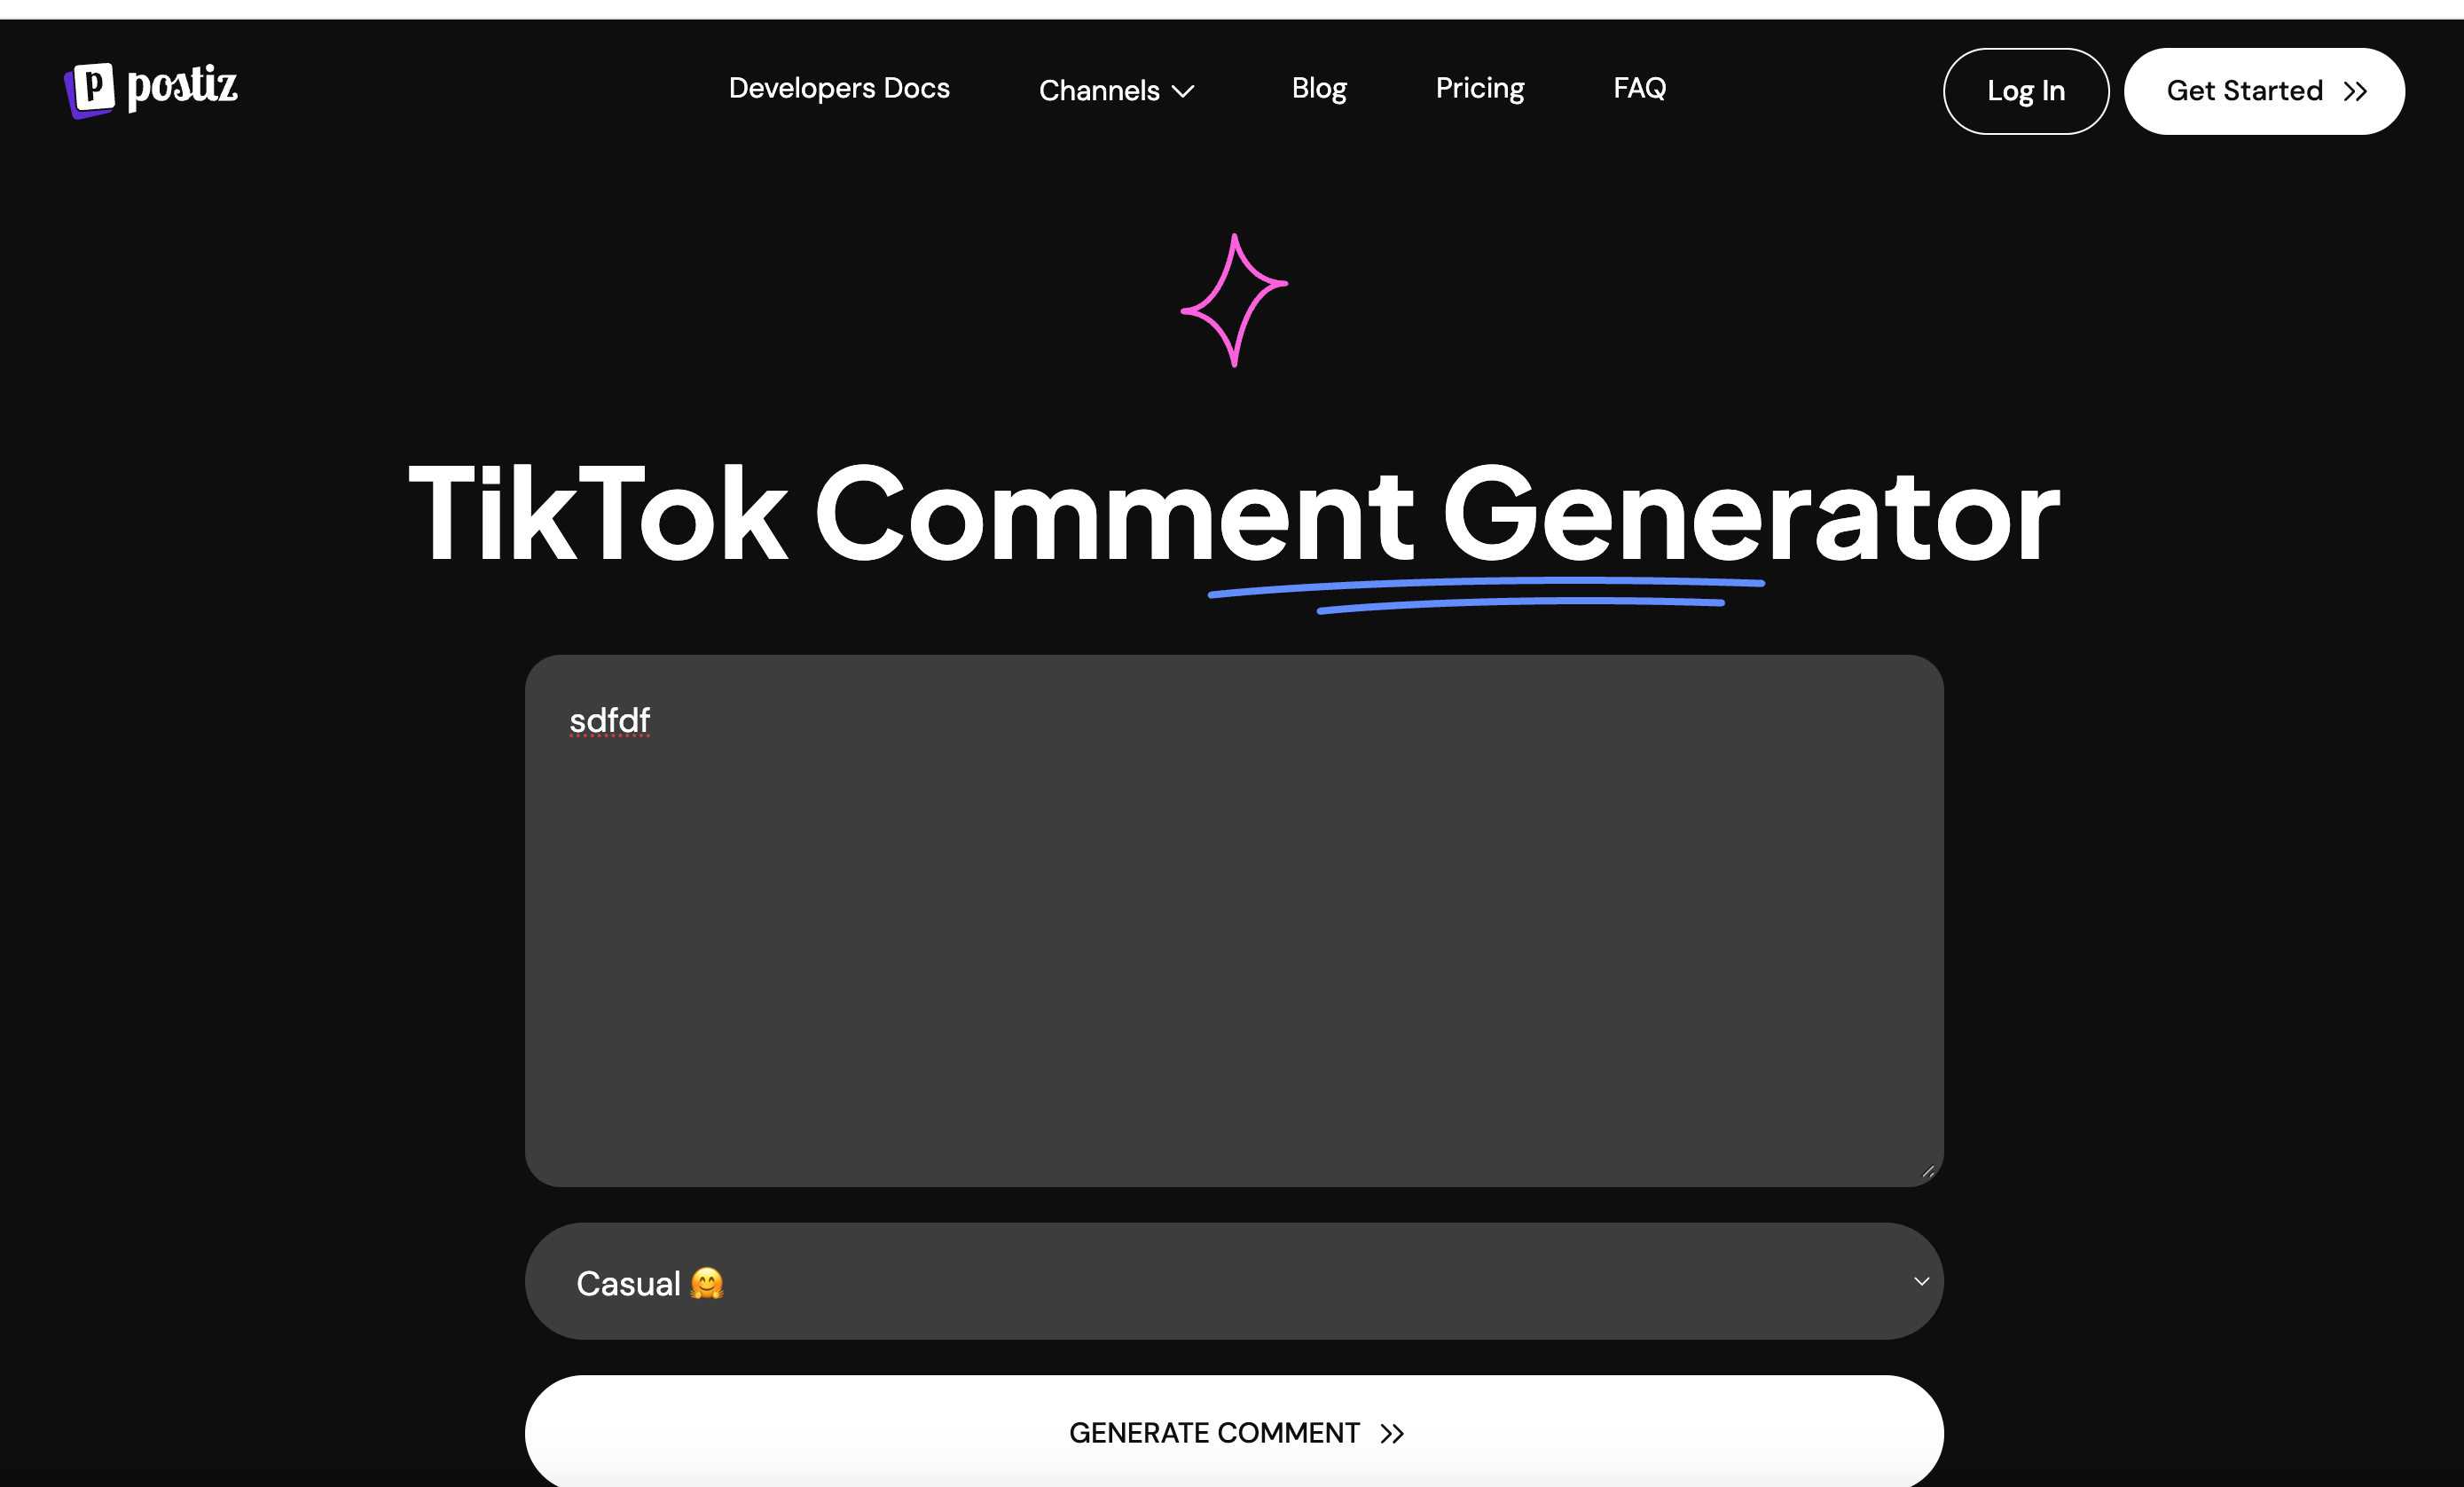 p postiz
Developers Docs
Channels
Blog
Pricing
FAQ
Log In
Get Started
TikTok Comment Generator
sdfdf
Casual 🤗
GENERATE COMMENT